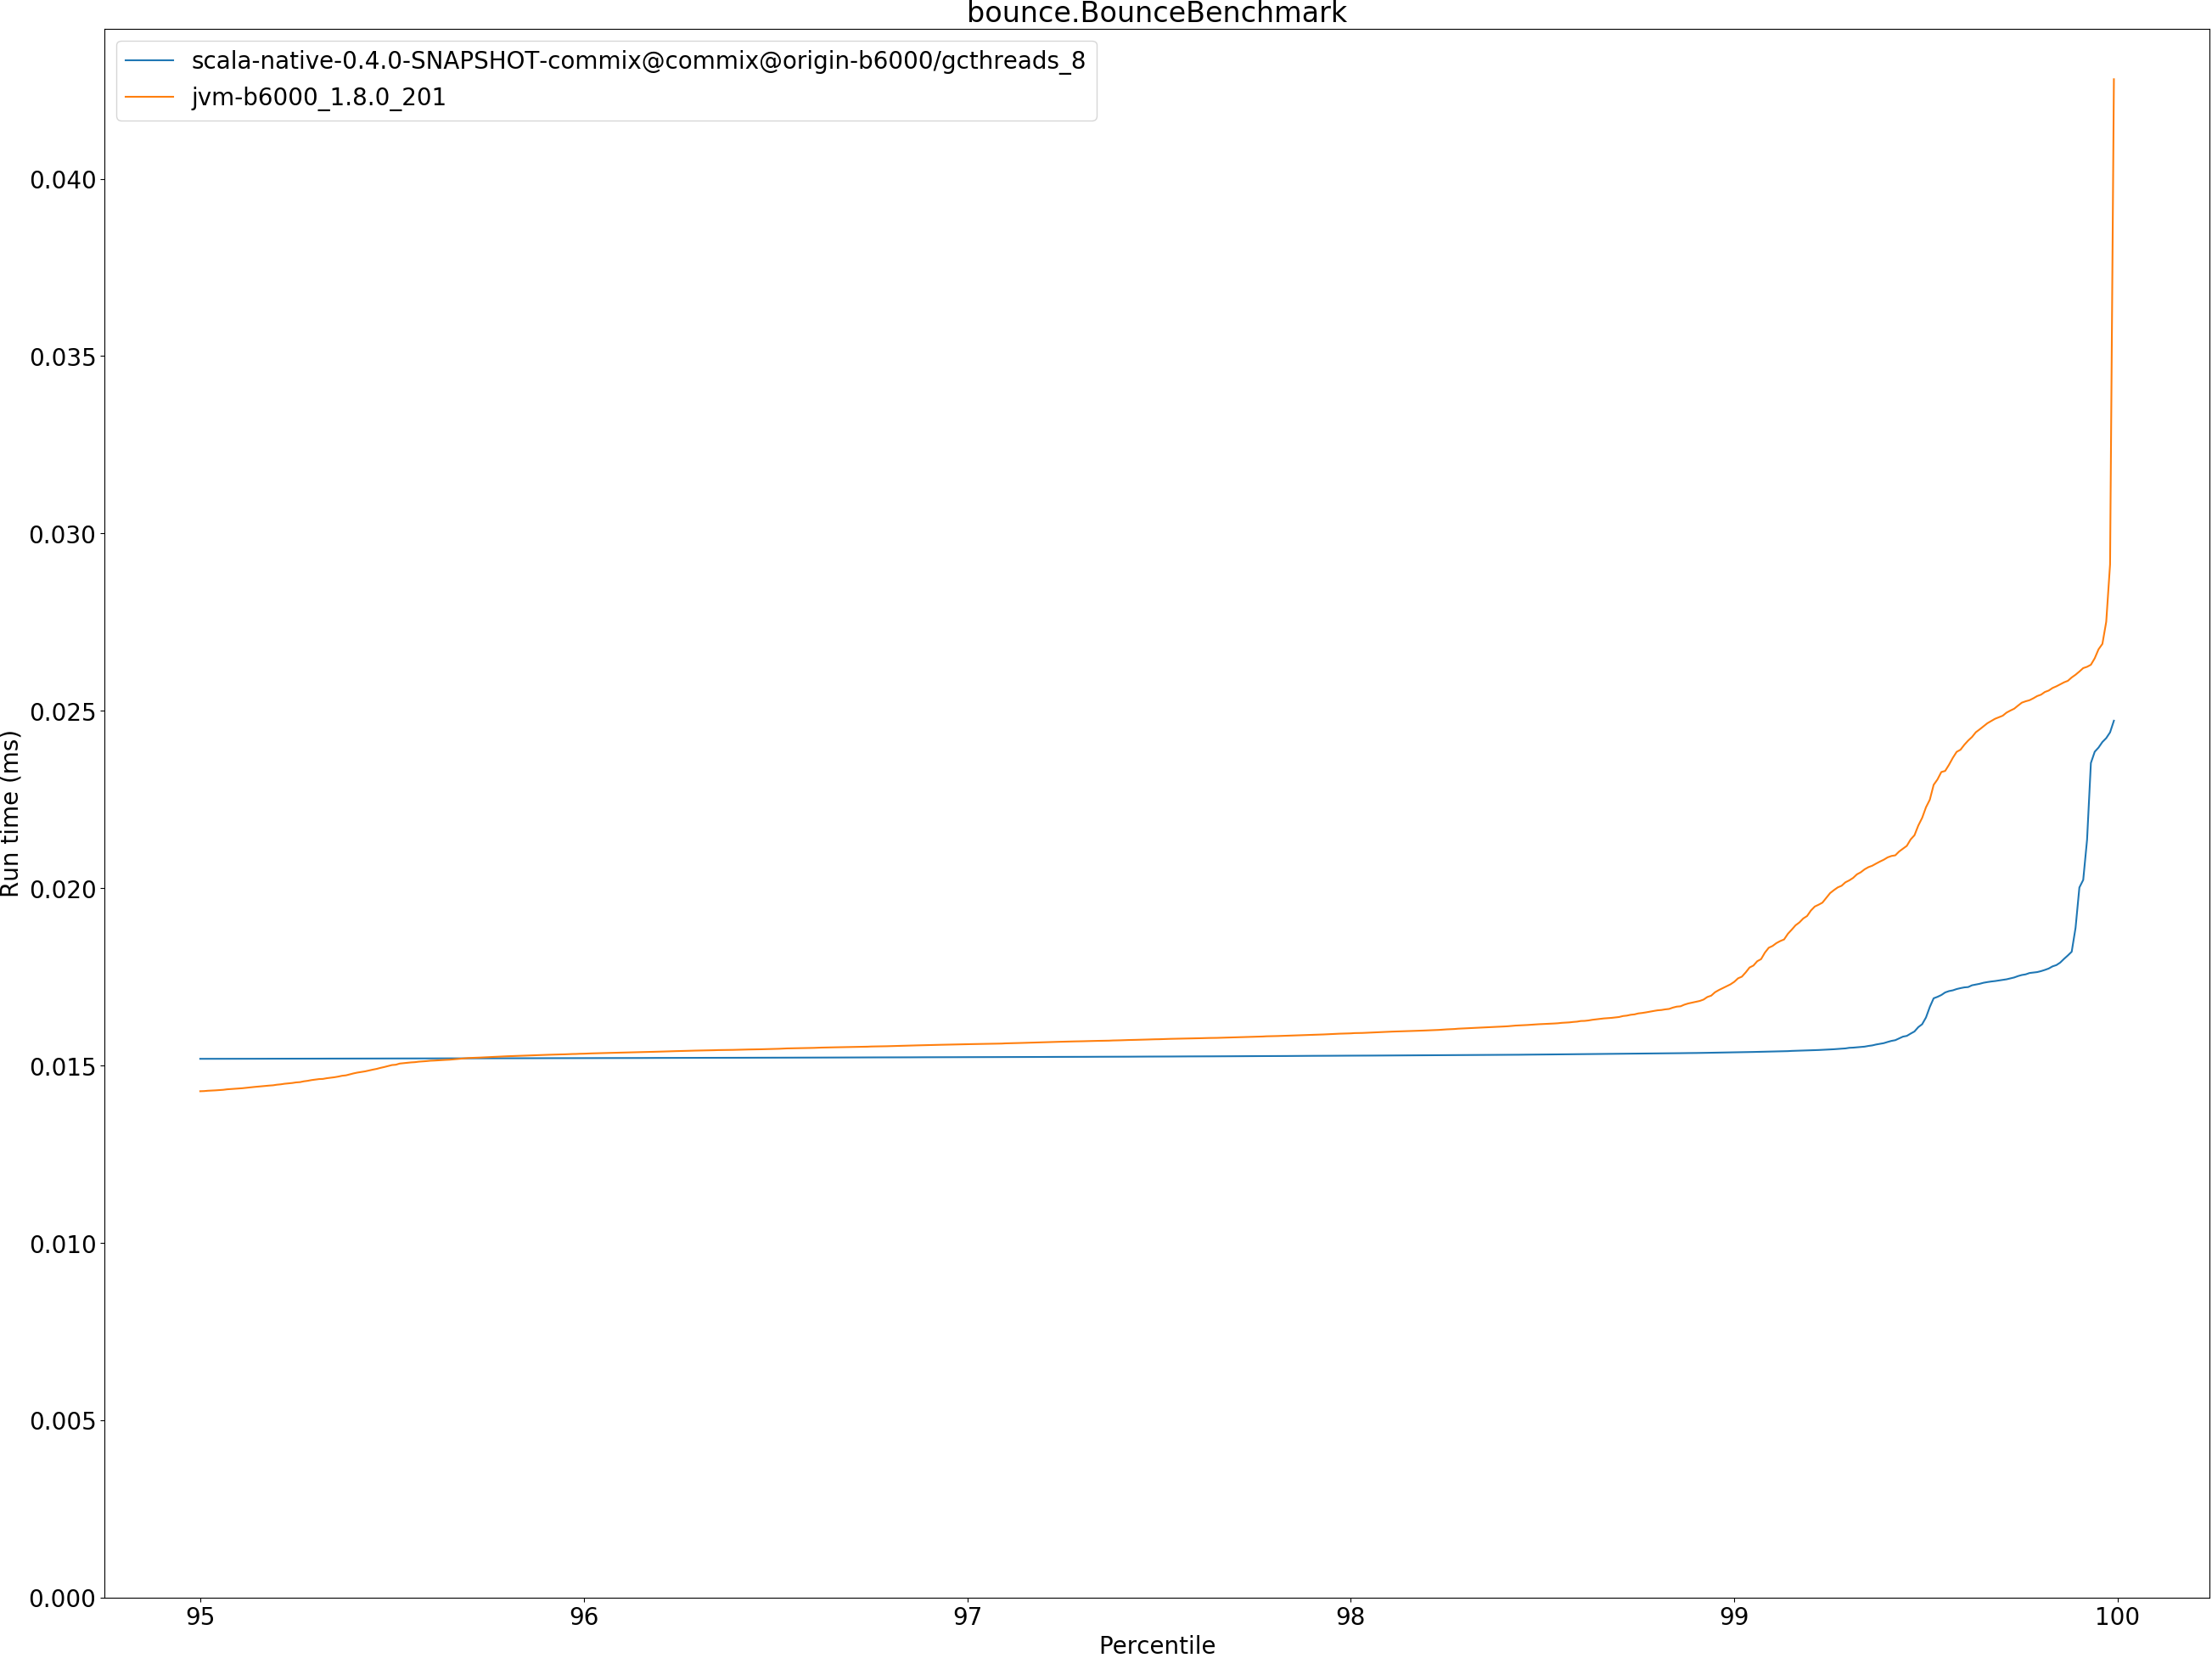 bounce.BounceBenchmark
scala-native-0.4.0-SNAPSHOT-commix@commix@origin-b6000/gcthreads_8
jvm-b6000_1.8.0_201
0.040
0.035
0.030
0.025
0.020
0.015
0.010
0.005
0.000
Run time (ms)
95 96 97 98 99 100
Percentile